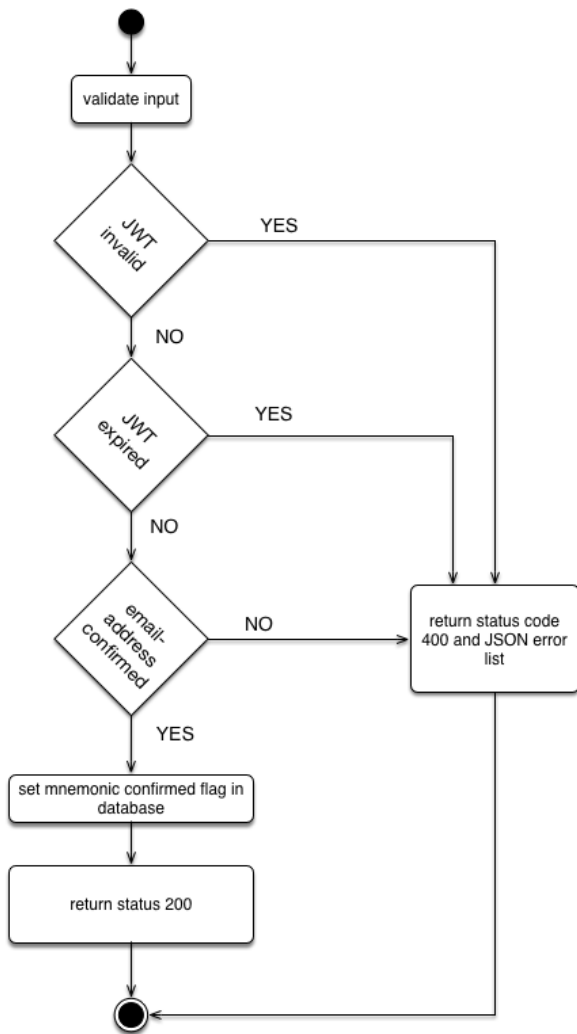 validate input
JWT
invalid
YES
NO
JWT
expired
YES
NO
email-
address
confirmed
NO
return status code
400 and JSON error
list
YES
set mnemonic confirmed flag in
database
return status 200